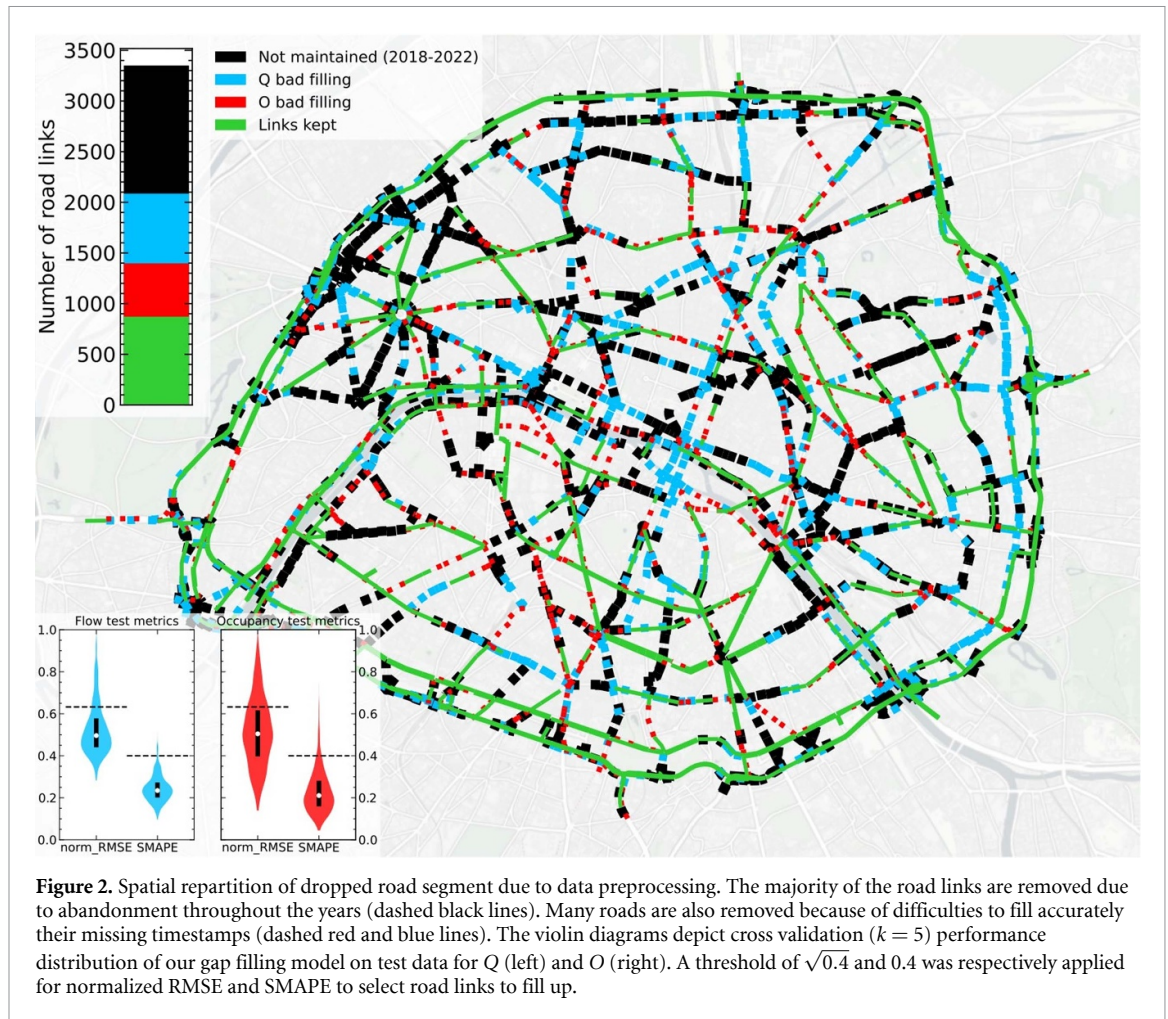 3500
3000
2500
2000
1500
1000
500
0
Number of road links
Not maintained (2018-2022)
Q bad filling
O bad filling
Links kept
Flow test metrics
Occupancy test metrics
1.0
0.8
0.6
0.4
0.2
0.0
1.0
0.8
0.6
0.4
0.2
0.0
norm_RMSE SMAPE
norm_RMSE SMAPE
Figure 2. Spatial repartition of dropped road segment due to data preprocessing. The majority of the road links are removed due
to abandonment throughout the years (dashed black lines). Many roads are also removed because of difficulties to fill accurately
their missing timestamps (dashed red and blue lines). The violin diagrams depict cross validation (k = 5) performance
distribution of our gap filling model on test data for Q (left) and O (right). A threshold of √0.4 and 0.4 was respectively applied
for normalized RMSE and SMAPE to select road links to fill up.